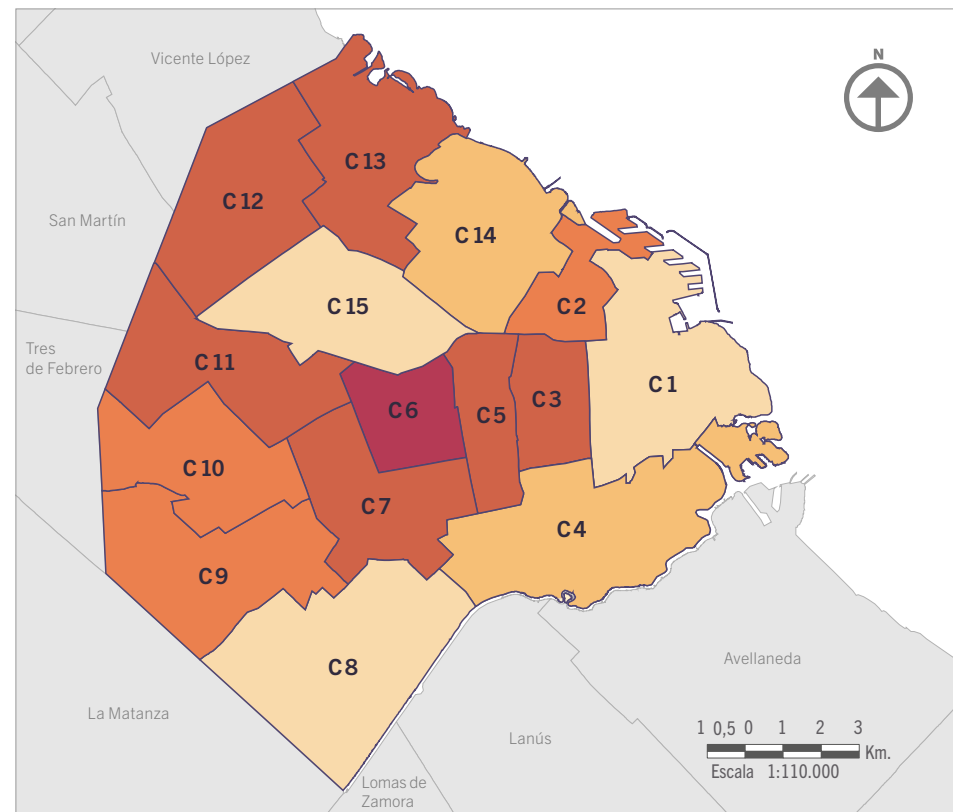 N
Vicente López
C 13
C 12
San Martín
C 14
C 15
C 2
Tres
de Febrero
C 11
C 1
C 6
C 5
C 3
C 10
C 7
C 4
C 9
C 8
Avellaneda
La Matanza
Lanús
1 0,5 0 1 2 3
Km.
Escala 1:110.000
Lomas de
Zamora